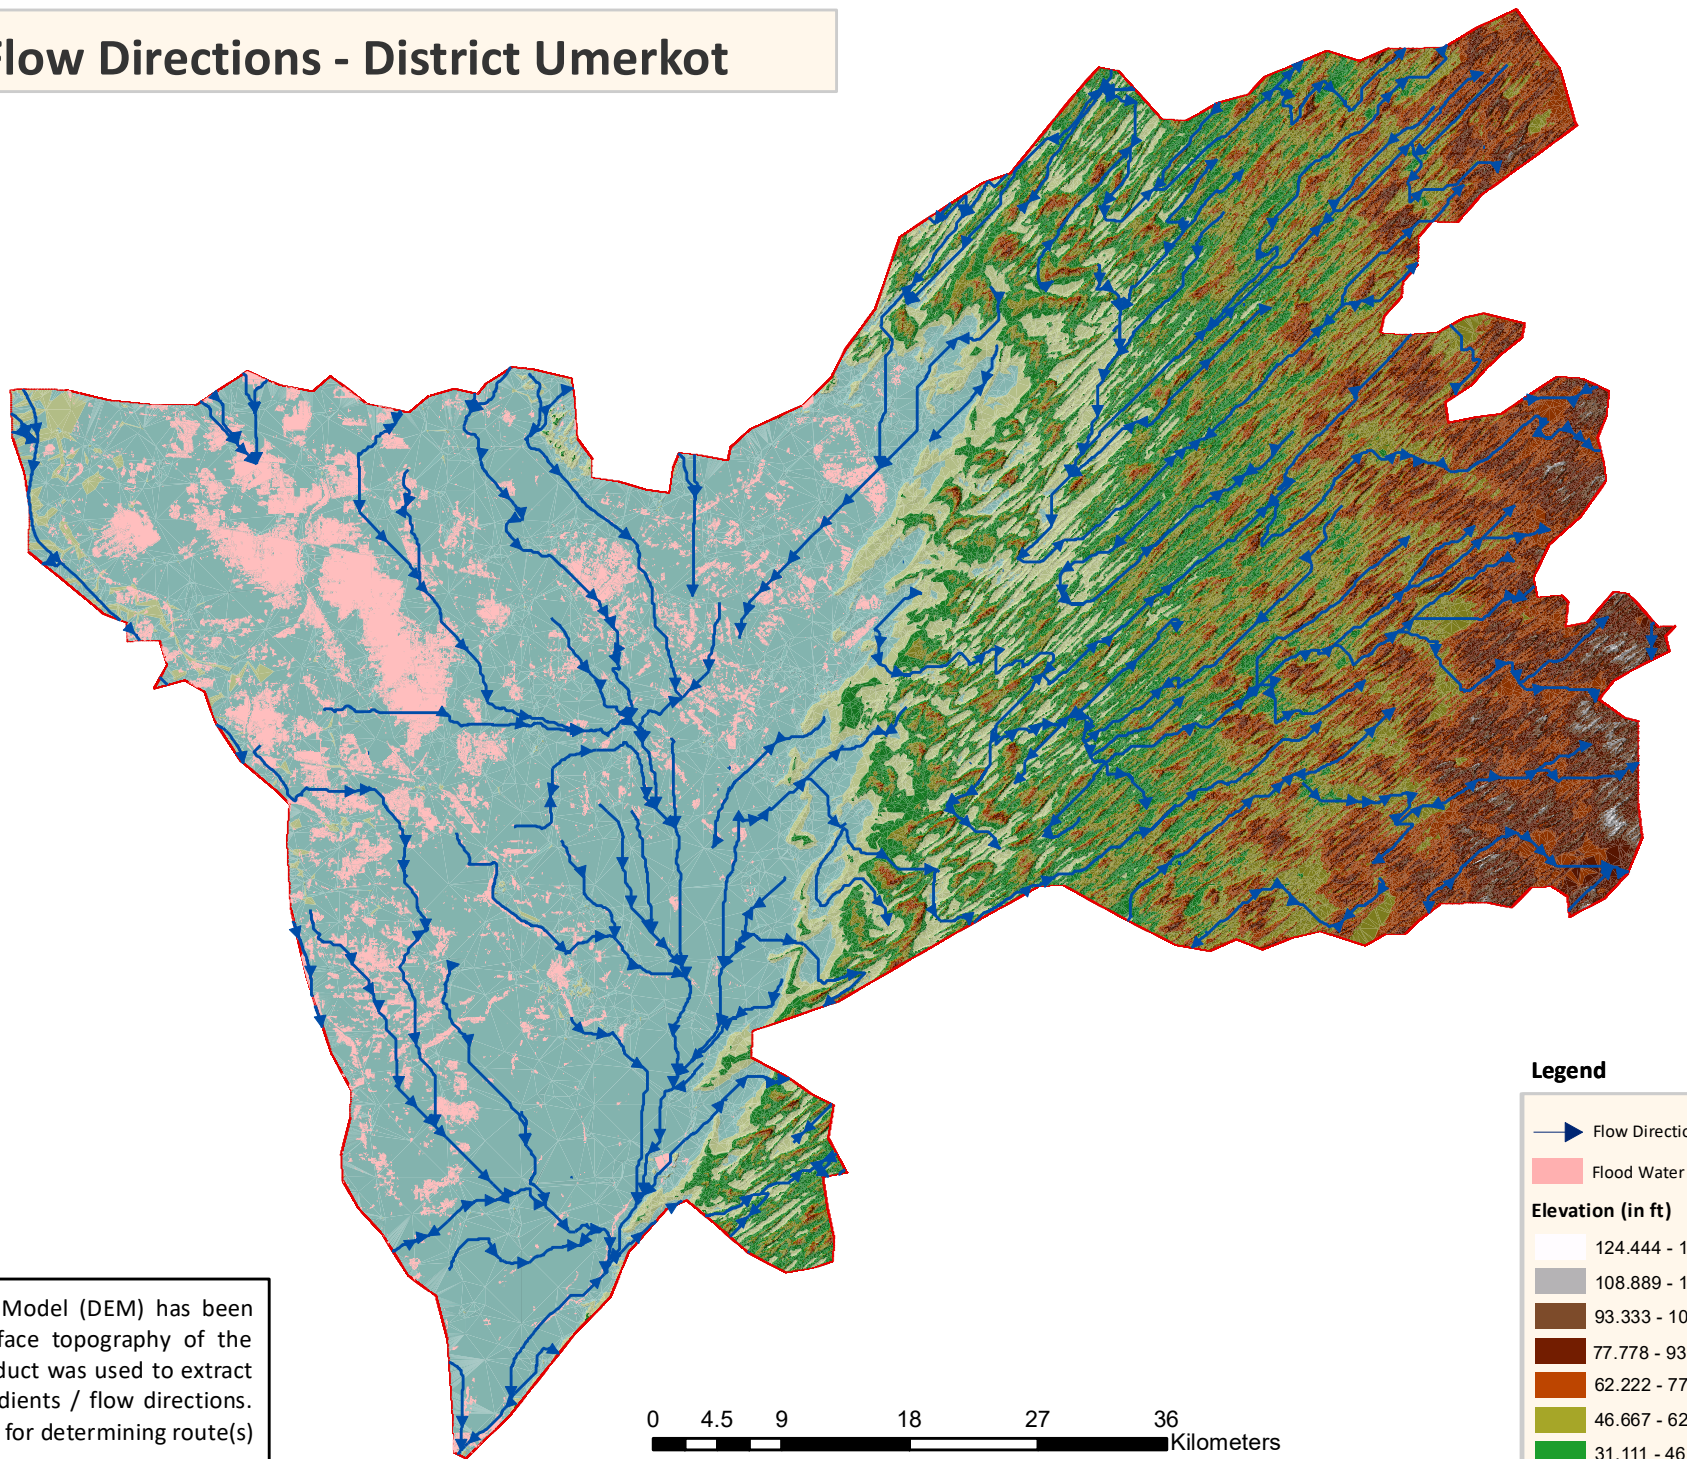 Flow Directions - District Umerkot
Legend
Flow Directio
Flood Water
Elevation (in ft)
124.444 - 1
108.889 - 1
93.333 - 10
77.778 - 93
62.222 - 77
46.667 - 62
31.111 - 46
Model (DEM) has been
face topography of the
duct was used to extract
dients / flow directions.
for determining route(s)
0 4.5 9 18 27 36
Kilometers